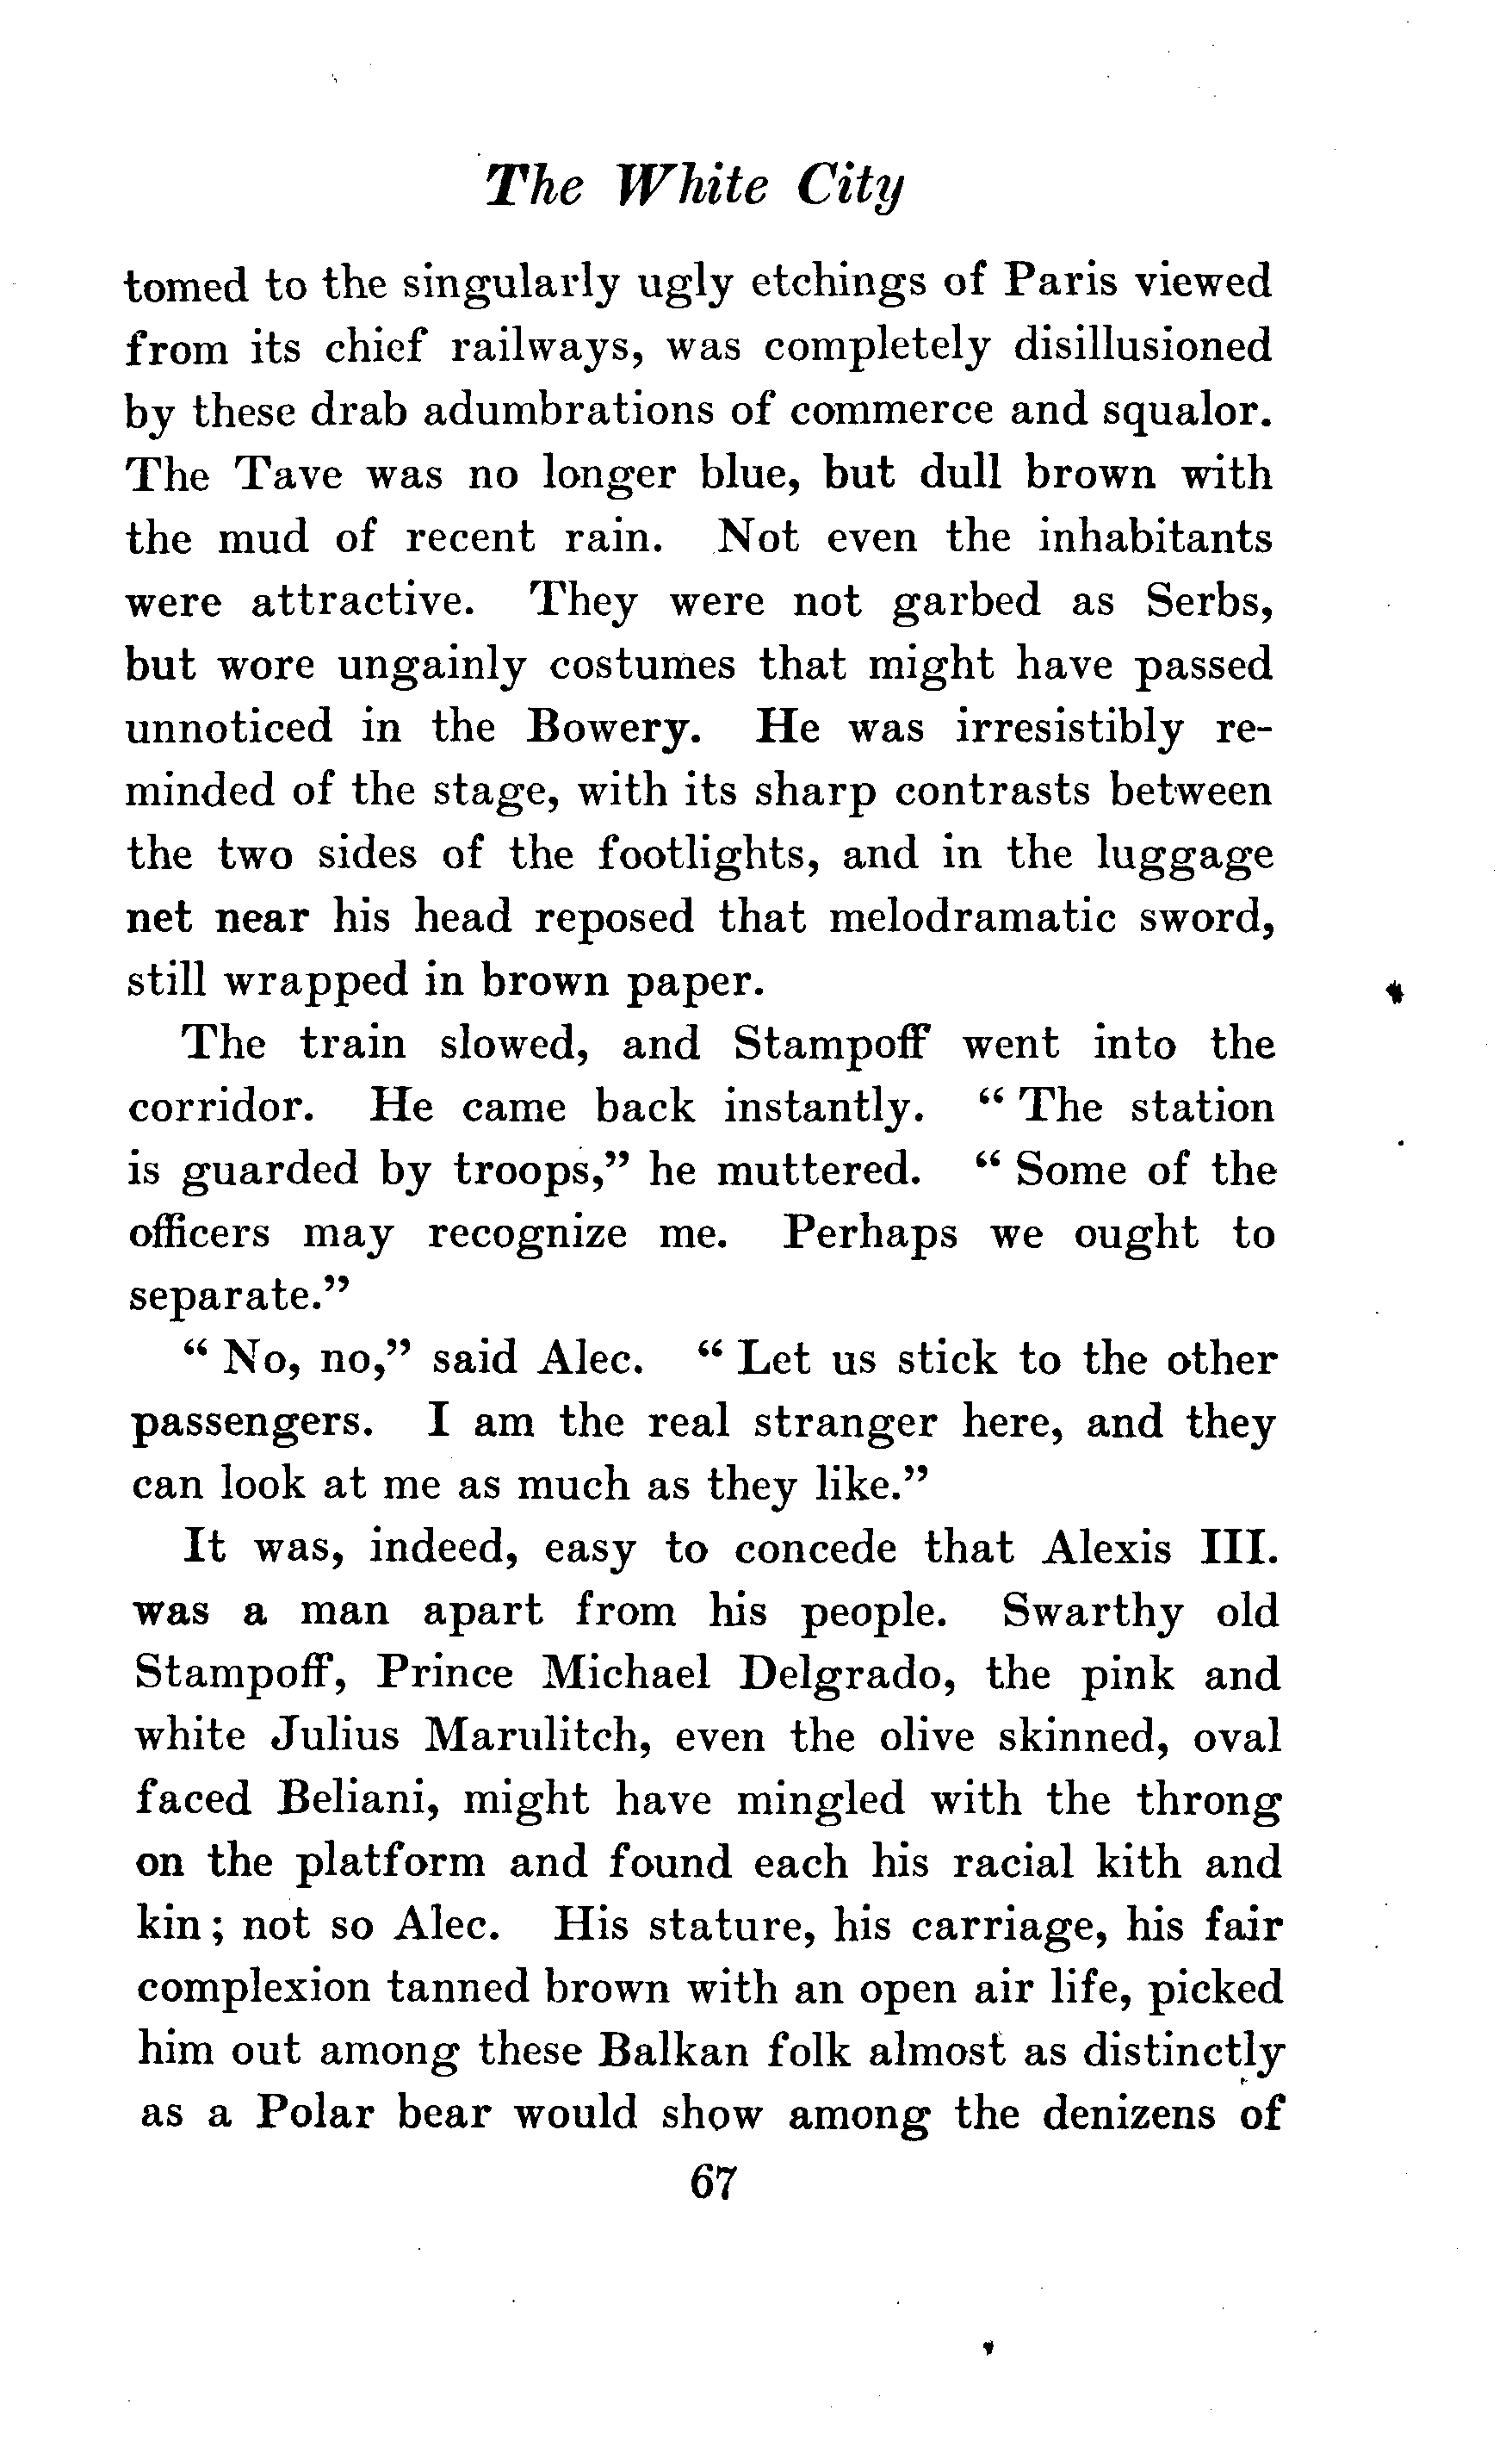 The White City
tomed to the singularly ugly etchings of Paris viewed
from its chief railways, was completely disillusioned
by these drab adumbrations of commerce and squalor.
The Tave was no longer blue, but dull brown with
the mud of recent rain. Not even the inhabitants
were attractive. They were not garbed as Serbs,
but wore ungainly costumes that might have passed
unnoticed in the Bowery. He was irresistibly re-
minded of the stage, with its sharp contrasts between
the two sides of the footlights, and in the luggage
net near his head reposed that melodramatic sword,
still wrapped in brown paper.
The train slowed, and Stampoff went into the
corridor. He came back instantly. “ The station
is guarded by troops,” he muttered. “ Some of the
officers may recognize me. Perhaps we ought to
separate.”
“ No, no,” said Alec. “ Let us stick to the other
passengers. I am the real stranger here, and they
can look at me as much as they like.”
It was, indeed, easy to concede that Alexis III.
was a man apart from his people. Swarthy old
Stampoff, Prince Michael Delgrado, the pink and
white Julius Marulitch, even the olive skinned, oval
faced Beliani, might have mingled with the throng
on the platform and found each his racial kith and
kin; not so Alec. His stature, his carriage, his fair
complexion tanned brown with an open air life, picked
him out among these Balkan folk almost as distinctly
as a Polar bear would show among the denizens of
67